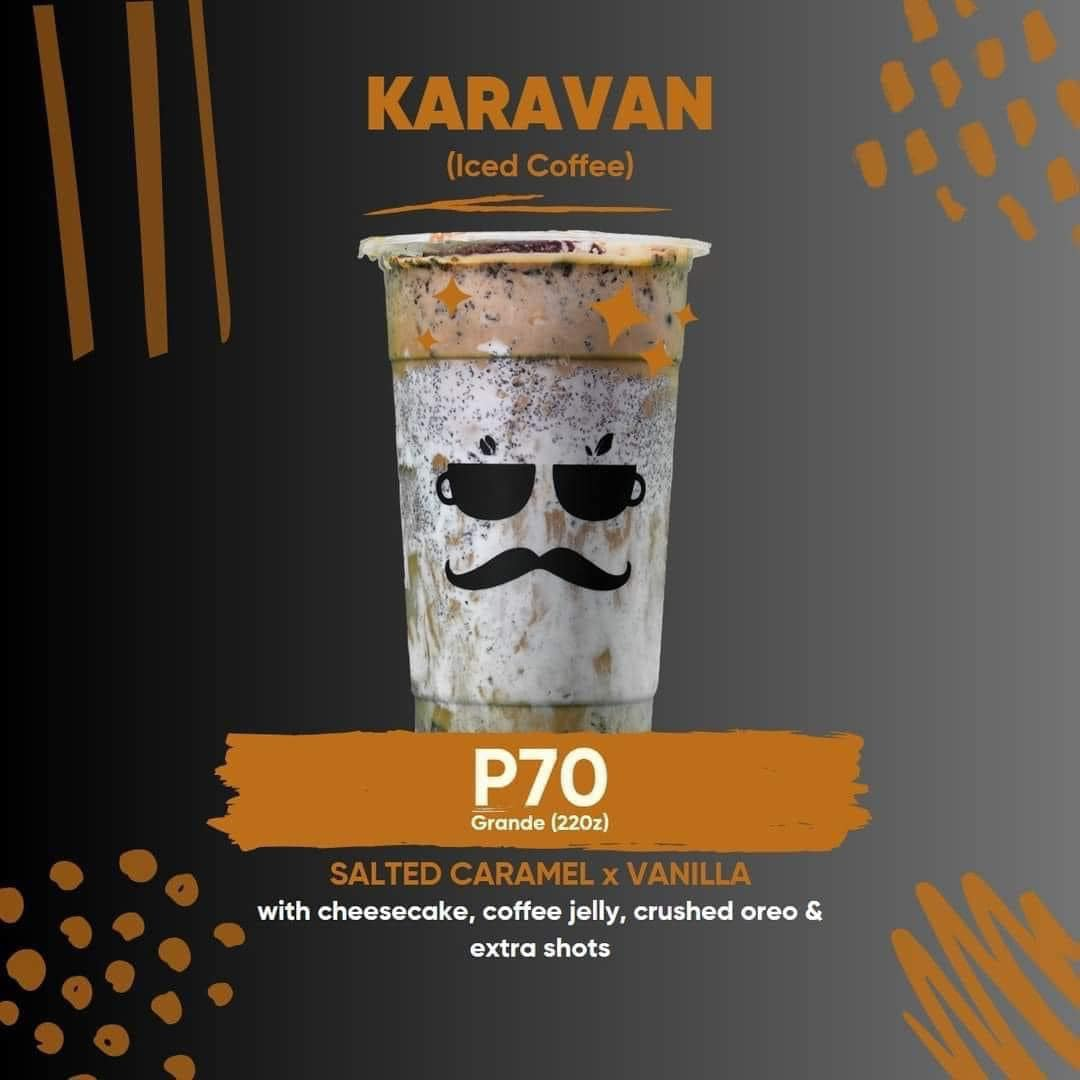 KARAVAN
(Iced Coffee)
P70
Grande (22oz)
SALTED CARAMEL x VANILLA
with cheesecake, coffee jelly, crushed oreo &
extra shots